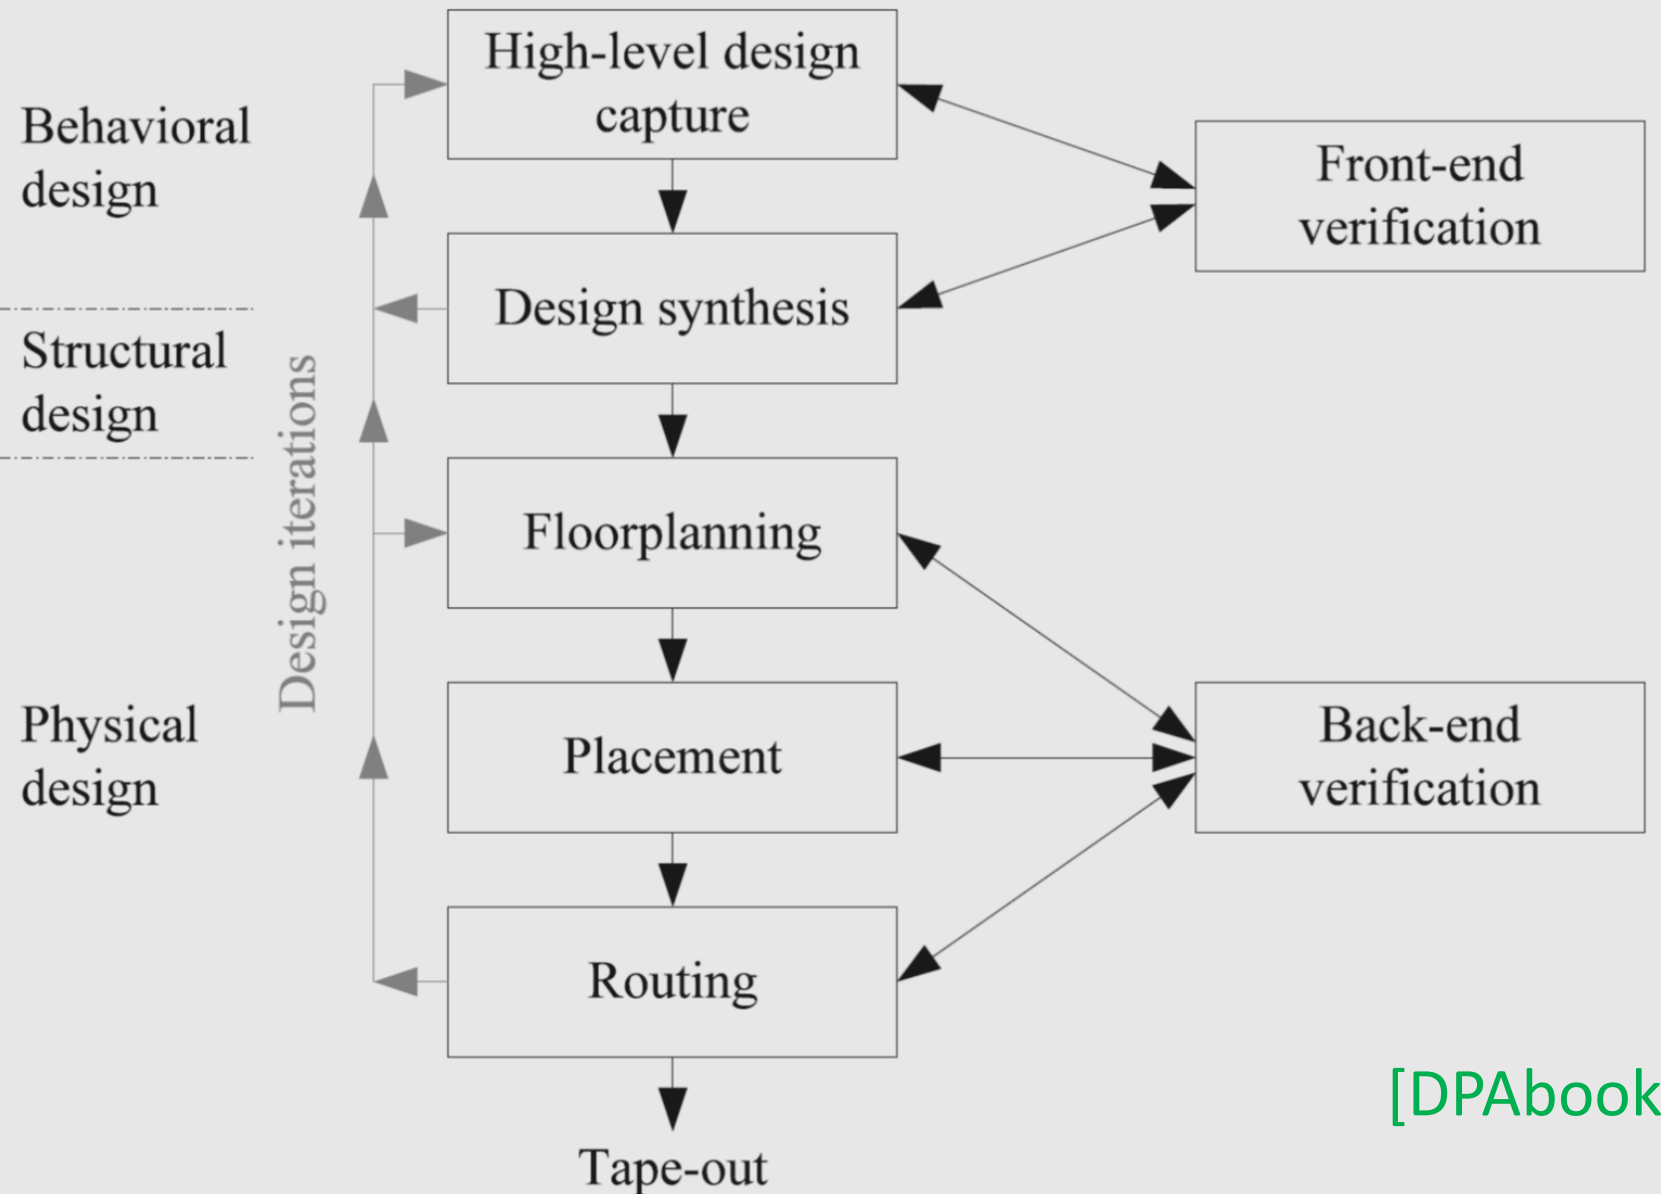 High-level design
capture
Behavioral
design
Front-end
verification
Design synthesis
Structural
design
Design iterations
Floorplanning
Physical
design
Placement
Back-end
verification
Routing
[DPAbook
Tape-out